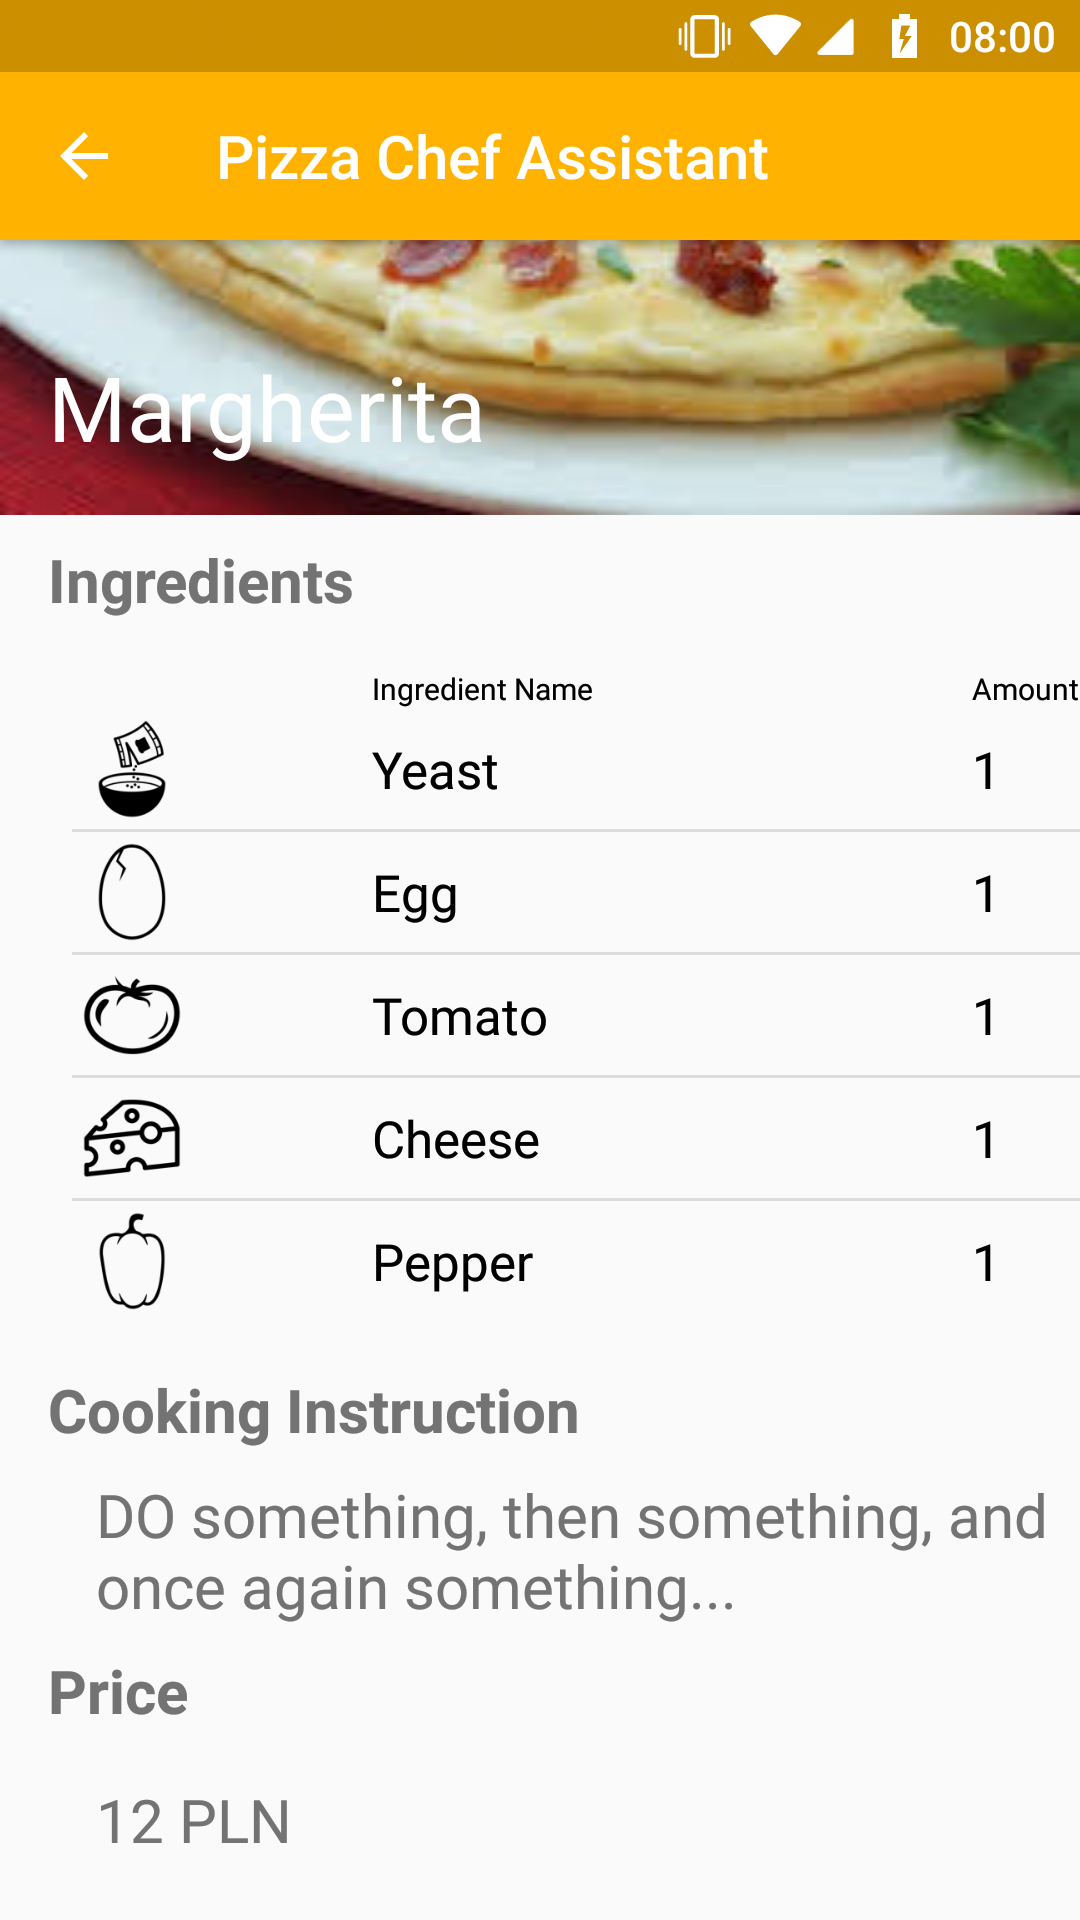 08:00
Pizza Chef Assistant
Margherita
Ingredients
Ingredient Name Amount
Yeast 1
Egg 1
Tomato 1
Cheese 1
Pepper 1
Cooking Instruction
DO something, then something, and
once again something...
Price
12 PLN